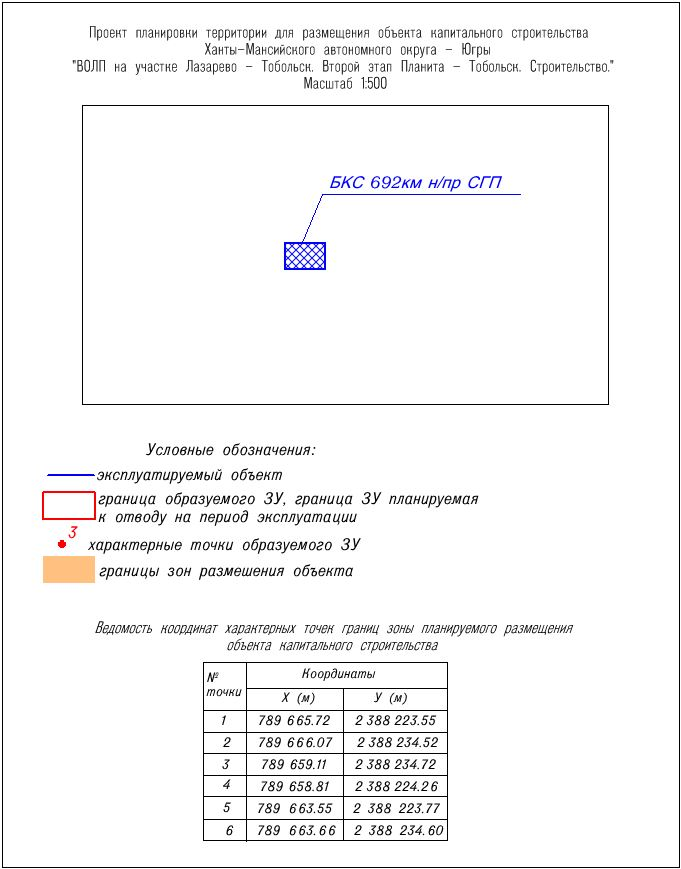 Проект планировки территории для размещения объекта капитального строительства
Ханты-Мансийского автономного округа - Югры
"ВОЛП на участке Лазарево - Тобольск. Второй этап Планита - Тобольск. Строительство."
Масштаб 1:500
БКС 692км н/пр СГП
Условные обозначения:
эксплуатируемый объект
граница образуемого ЗУ, граница ЗУ планируемая
к отводу на период эксплуатации
3
характерные точки образуемого ЗУ
границы зон размешения объекта
Ведомость координат характерных точек границ зоны планируемого размещения
объекта капитального строительства
№ точки Координаты
X (м) У (м)
1 789 665.72 2 388 223.55
2 789 666.07 2 388 234.52
3 789 659.11 2 388 234.72
4 789 658.81 2 388 224.26
5 789 663.55 2 388 223.77
6 789 663.66 2 388 234.60